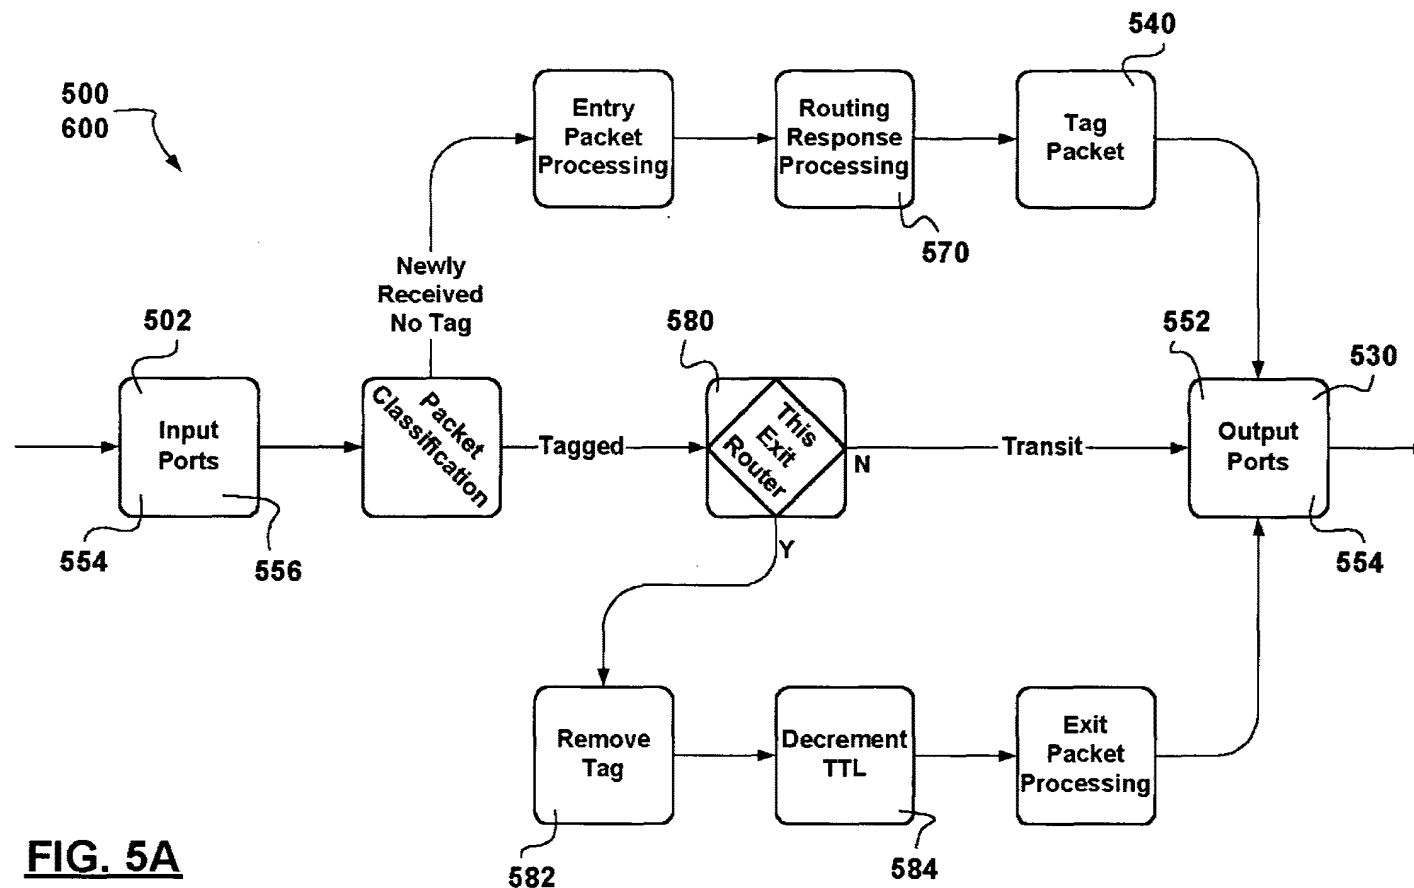 540
500
600
Entry
Packet
Processing
Routing
Response
Processing
Tag
Packet
570
Newly
Received
No Tag
502
580
552
530
Input
Ports
Packet
Classification
Tagged
This
Exit
Router
N
Transit
Output
Ports
554
556
Y
554
Remove
Tag
Decrement
TTL
Exit
Packet
Processing
582
584
FIG. 5A